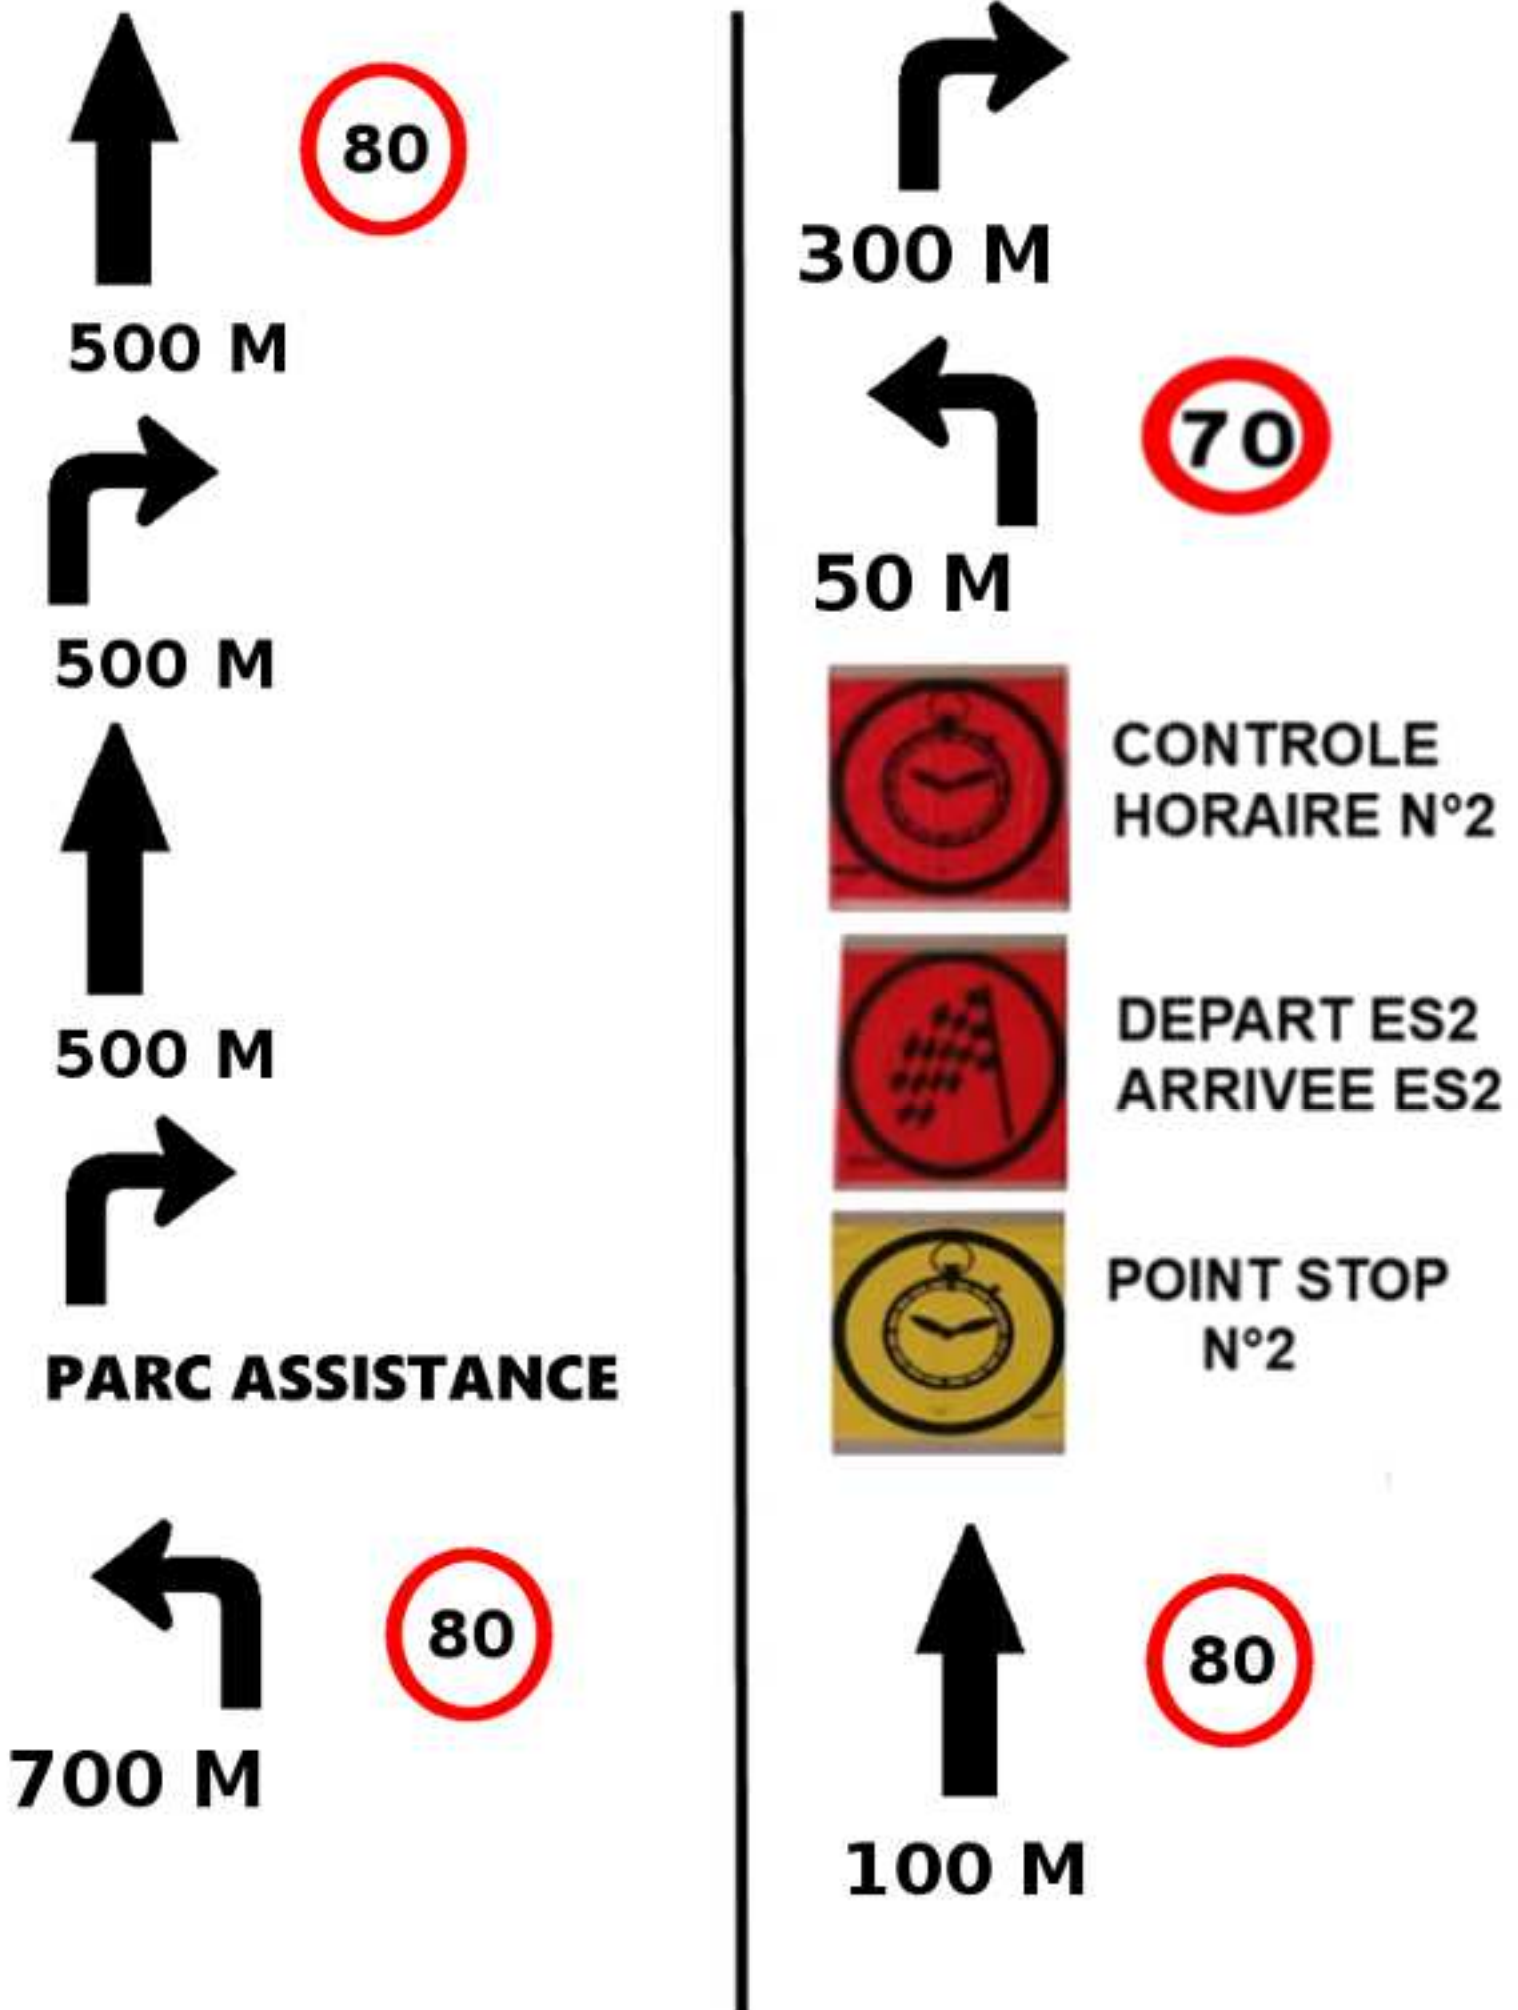 80
500 M
500 M
500 M
PARC ASSISTANCE
80
700 M
300 M
70
50 M
CONTROLE
HORAIRE N°2
DEPART ES2
ARRIVEE ES2
POINT STOP
N°2
80
100 M